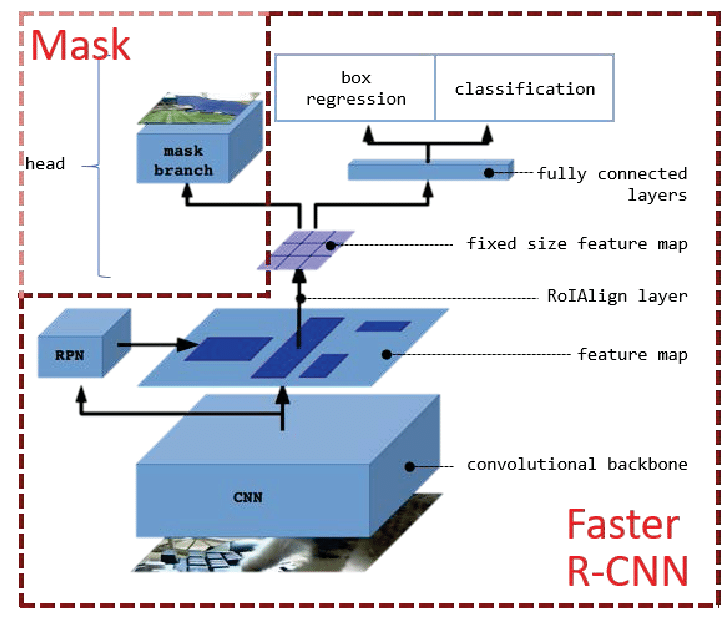 Mask
box
regression
classification
head
mask
branch
fully connected
layers
fixed size feature map
RoIAlign layer
RPN
feature map
convolutional backbone
CNN
Faster
R-CNN